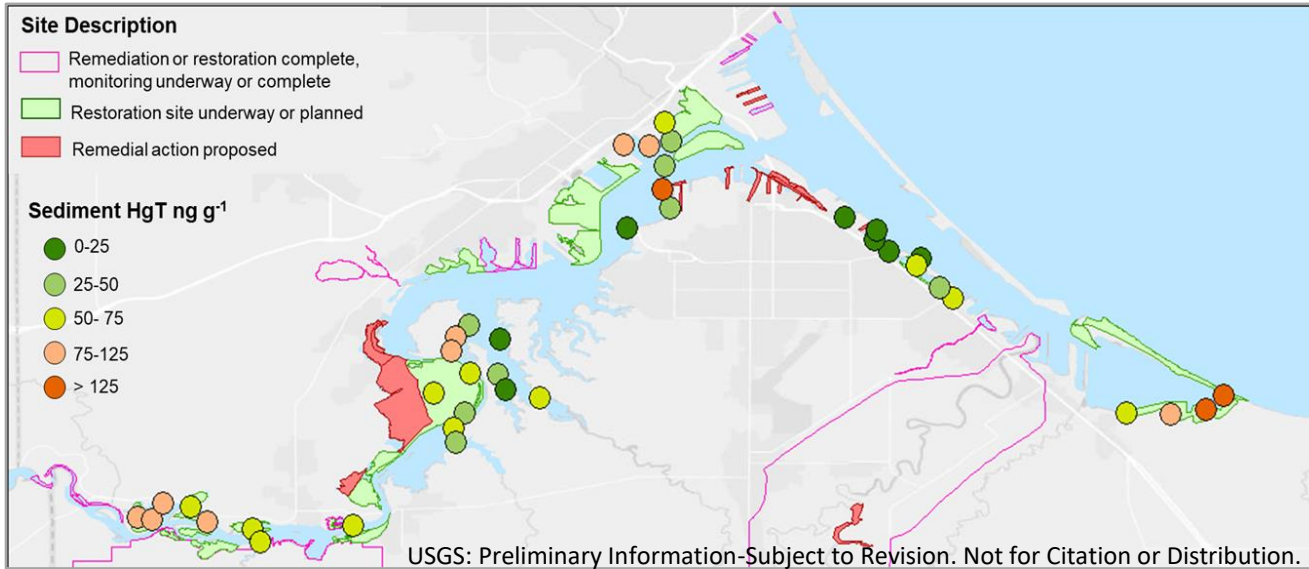 Site Description
Remediation or restoration complete,
monitoring underway or complete
Restoration site underway or planned
Remedial action proposed
Sediment HgT ng g⁻¹
0-25
25-50
50- 75
75-125
> 125
USGS: Preliminary Information-Subject to Revision. Not for Citation or Distribution.